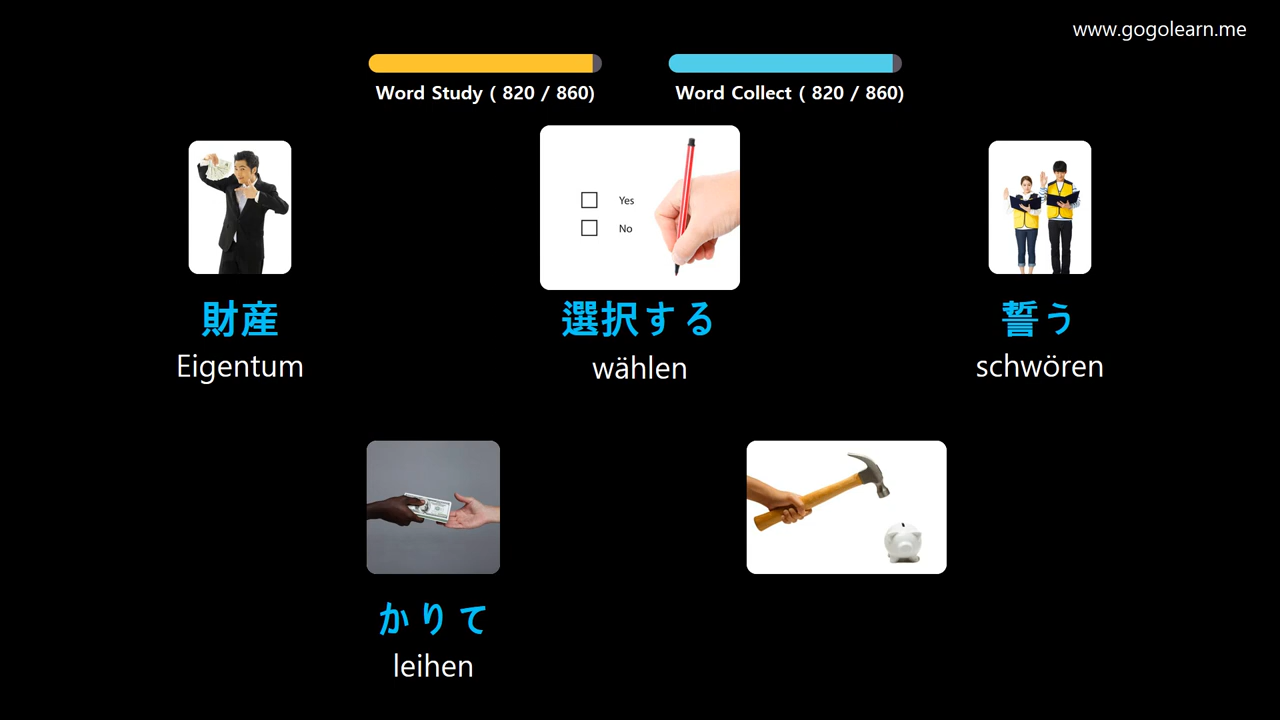 www.gogolearn.me
Word Study ( 820 / 860)
Word Collect ( 820 / 860)
Yes
No
財産
Eigentum
選択する
wählen
誓う
schwören
かりて
leihen